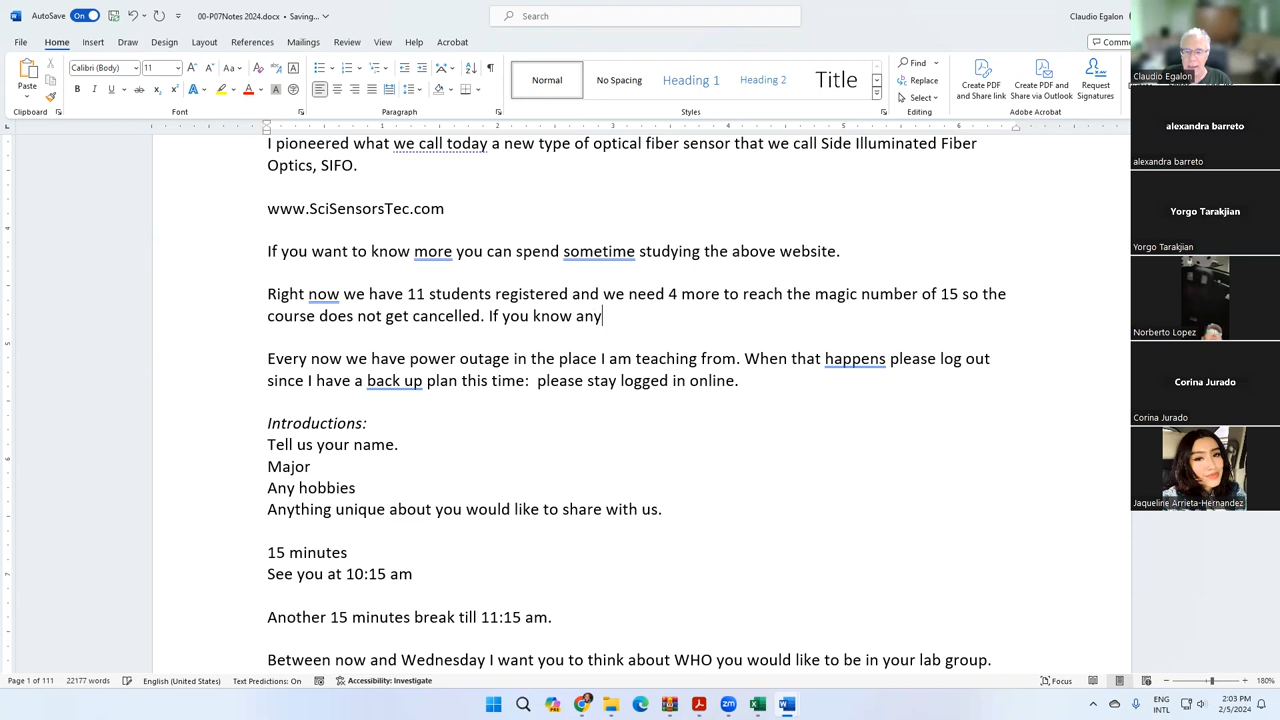 AutoSave On 00-P07Notes 2024.docx • Saving... Search Claudio Egalon
File Home Insert Draw Design Layout References Mailings Review View Help Acrobat
Paste Calibri (Body) 11 Normal No Spacing Heading 1 Heading 2 Title Find Replace Select Create PDF and Share link Create PDF and Share via Outlook Request Signatures
Clipboard Font Paragraph Styles Editing Adobe Acrobat
I pioneered what we call today a new type of optical fiber sensor that we call Side Illuminated Fiber
Optics, SIFO.
www.SciSensorsTec.com
If you want to know more you can spend sometime studying the above website.
Right now we have 11 students registered and we need 4 more to reach the magic number of 15 so the
course does not get cancelled. If you know any
Every now we have power outage in the place I am teaching from. When that happens please log out
since I have a back up plan this time:  please stay logged in online.
Introductions:
Tell us your name.
Major
Any hobbies
Anything unique about you would like to share with us.
15 minutes
See you at 10:15 am
Another 15 minutes break till 11:15 am.
Between now and Wednesday I want you to think about WHO you would like to be in your lab group.
Claudio Egalon
alexandra barreto
alexandra barreto
Yorgo Tarakjian
Yorgo Tarakjian
Norberto Lopez
Corina Jurado
Corina Jurado
Jaqueline Arrieta-Hernandez
Page 1 of 111 22177 words English (United States) Text Predictions: On Accessibility: Investigate Focus 180%
ENG INTL 2:03 PM 2/5/2024